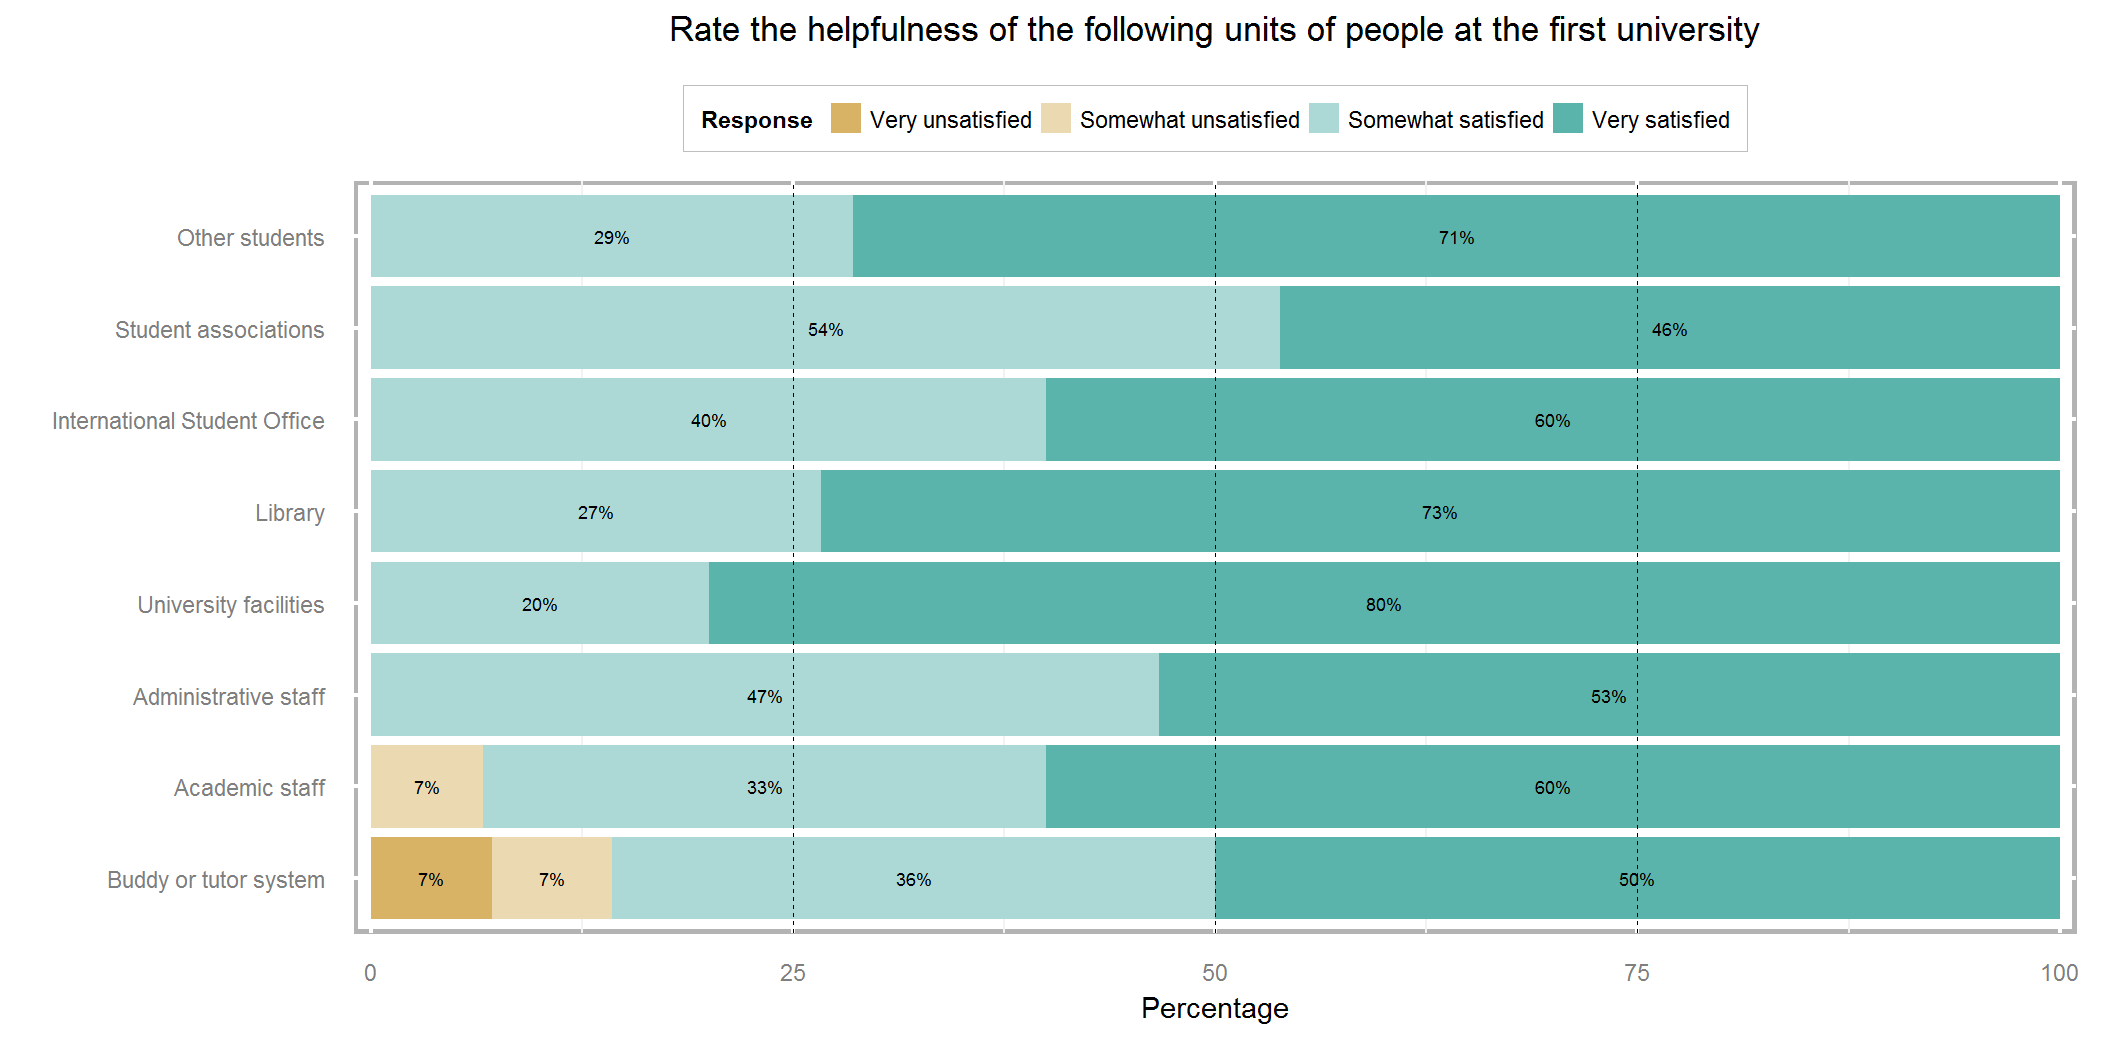 Rate the helpfulness of the following units of people at the first university
Response Very unsatisfied Somewhat unsatisfied Somewhat satisfied Very satisfied
Other students 29% 71%
Student associations 54% 46%
International Student Office 40% 60%
Library 27% 73%
University facilities 20% 80%
Administrative staff 47% 53%
Academic staff 7% 33% 60%
Buddy or tutor system 7% 7% 36% 50%
0 25 50 75 100
Percentage